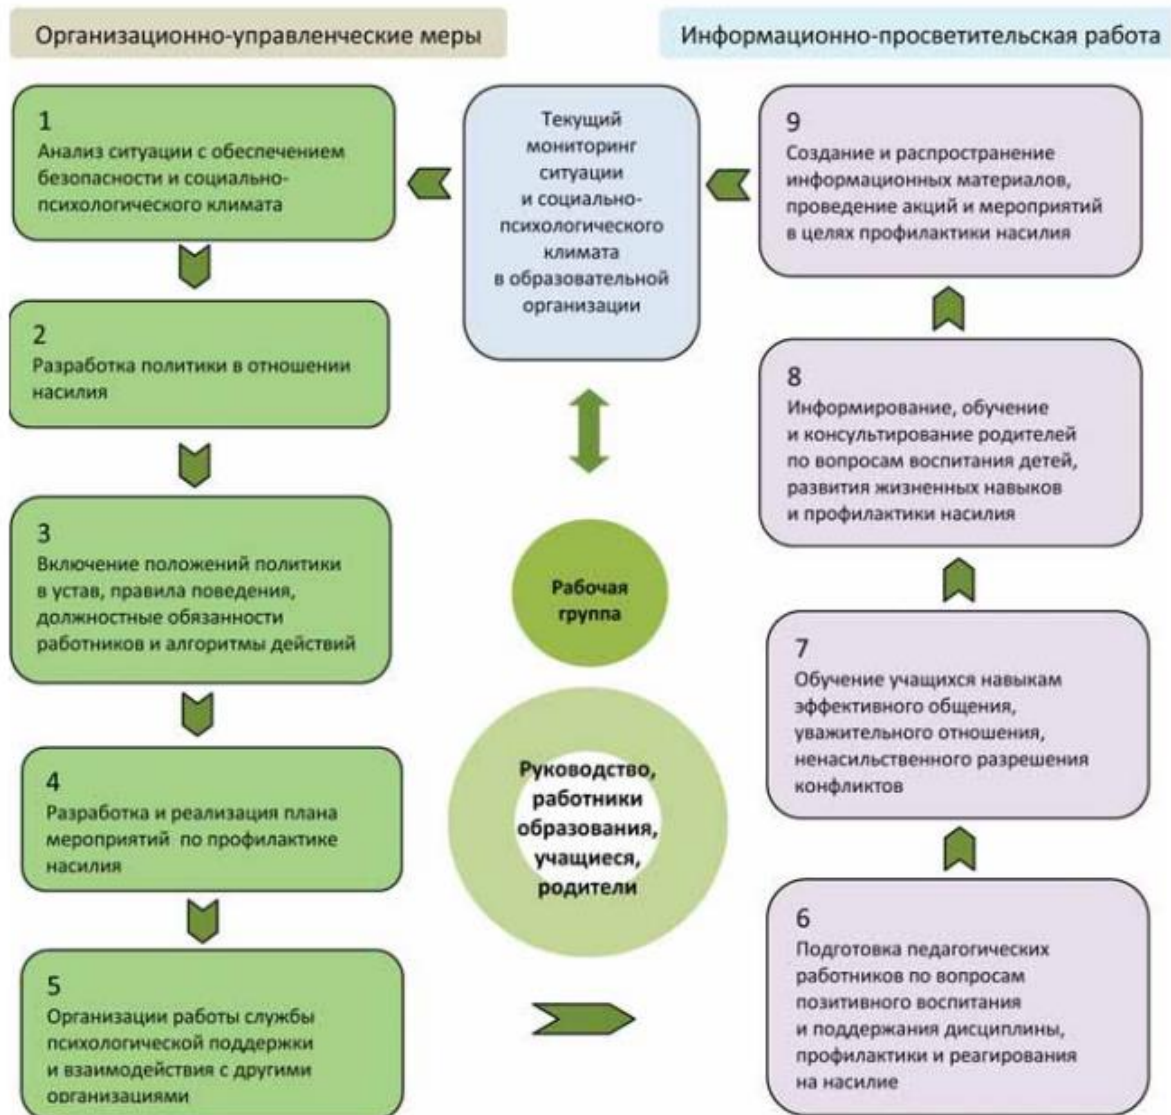 Организационно-управленческие меры
Информационно-просветительская работа
1
Анализ ситуации с обеспечением
безопасности и социально-
психологического климата
2
Разработка политики в отношении
насилия
3
Включение положений политики
в устав, правила поведения,
должностные обязанности
работников и алгоритмы действий
4
Разработка и реализация плана
мероприятий по профилактике
насилия
5
Организации работы службы
психологической поддержки
и взаимодействия с другими
организациями
Текущий
мониторинг
ситуации
и социально-
психологического
климата
в образовательной
организации
Рабочая
группа
Руководство,
работники
образования,
учащиеся,
родители
9
Создание и распространение
информационных материалов,
проведение акций и мероприятий
в целях профилактики насилия
8
Информирование, обучение
и консультирование родителей
по вопросам воспитания детей,
развития жизненных навыков
и профилактики насилия
7
Обучение учащихся навыкам
эффективного общения,
уважительного отношения,
ненасильственного разрешения
конфликтов
6
Подготовка педагогических
работников по вопросам
позитивного воспитания
и поддержания дисциплины,
профилактики и реагирования
на насилие